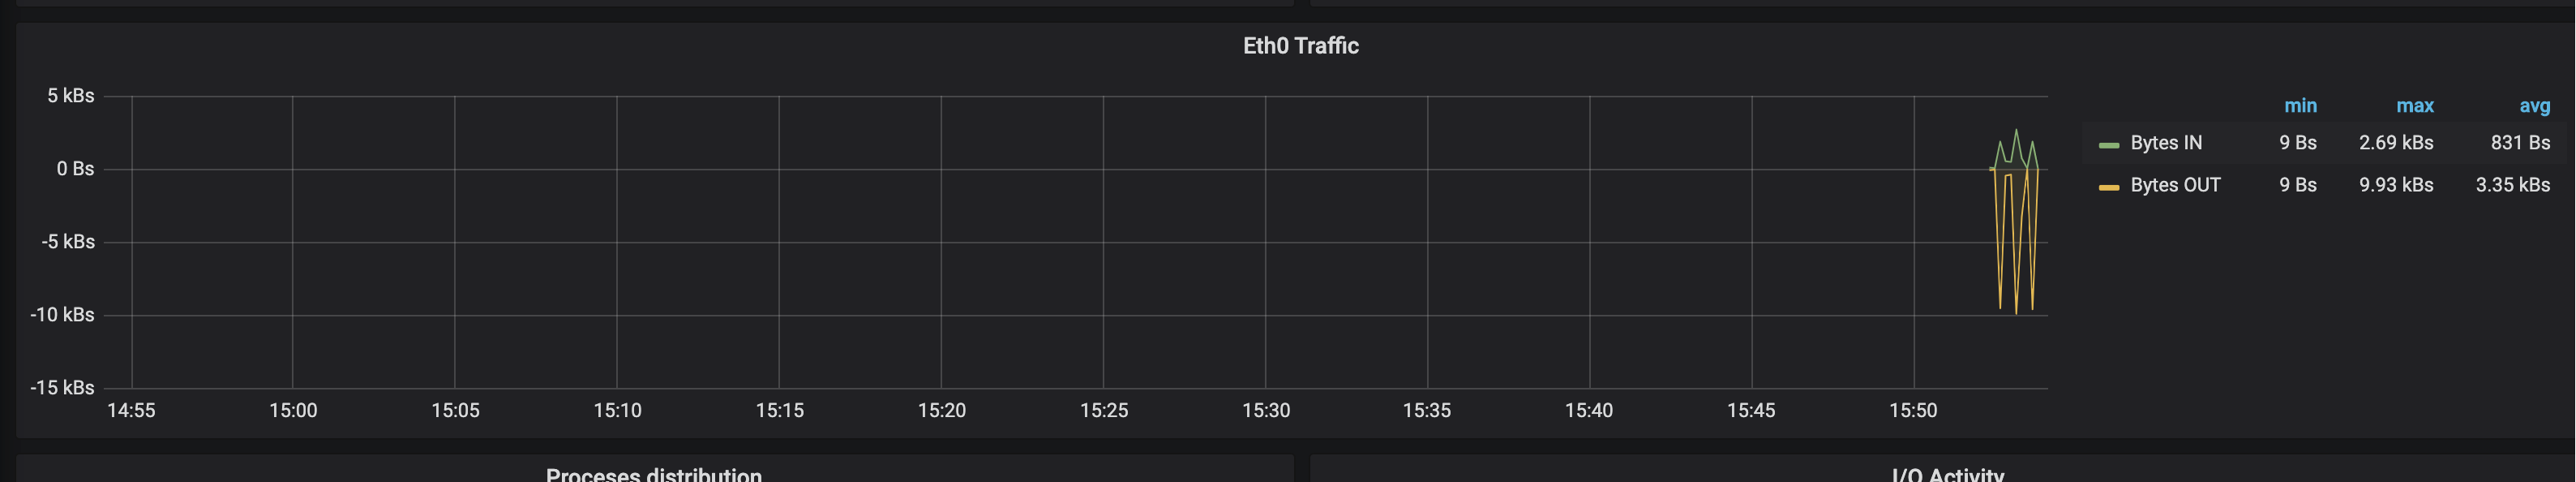 Eth0 Traffic
5 kBs
0 Bs
-5 kBs
-10 kBs
-15 kBs
14:55 15:00 15:05 15:10 15:15 15:20 15:25 15:30 15:35 15:40 15:45 15:50
min max avg
Bytes IN 9 Bs 2.69 kBs 831 Bs
Bytes OUT 9 Bs 9.93 kBs 3.35 kBs
Proceses distribution
I/O Activity